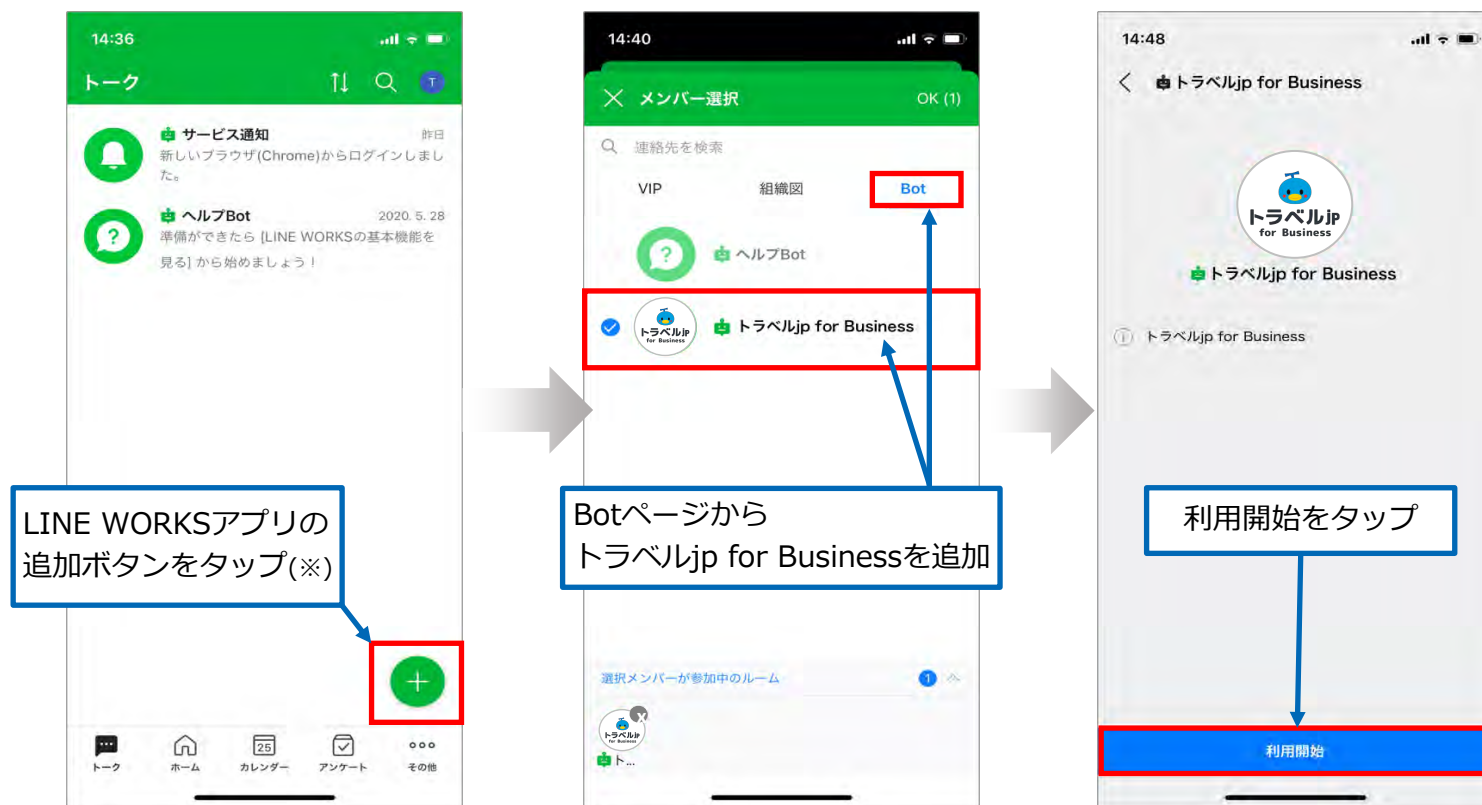 14:36
トーク
T
サービス通知
昨日
新しいブラウザ(Chrome)からログインしまし
た。
ヘルプBot
2020. 5. 28
準備ができたら [LINE WORKSの基本機能を
見る] から始めましょう！
LINE WORKSアプリの
追加ボタンをタップ(※)
トーク
ホーム
25
カレンダー
アンケート
その他
14:40
メンバー選択
OK (1)
連絡先を検索
VIP
組織図
Bot
ヘルプBot
トラベルjp
for Business
トラベルjp for Business
Botページから
トラベルjp for Businessを追加
選択メンバーが参加中のルーム
1
トラベルjp
for Business
ト...
14:48
トラベルjp for Business
トラベルjp
for Business
トラベルjp for Business
トラベルjp for Business
利用開始をタップ
利用開始